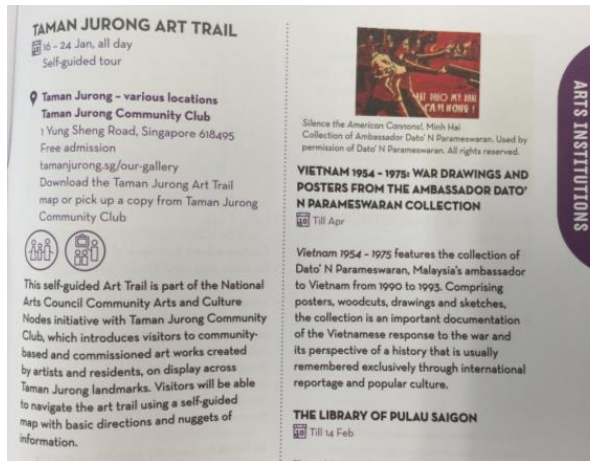 TAMAN JURONG ART TRAIL
16 – 24 Jan, all day
Self-guided tour
Taman Jurong – various locations
Taman Jurong Community Club
1 Yung Sheng Road, Singapore 618495
Free admission
tamanjurong.sg/our-gallery
Download the Taman Jurong Art Trail
map or pick up a copy from Taman Jurong
Community Club
This self-guided Art Trail is part of the National
Arts Council Community Arts and Culture
Nodes initiative with Taman Jurong Community
Club, which introduces visitors to community-
based and commissioned art works created
by artists and residents, on display across
Taman Jurong landmarks. Visitors will be able
to navigate the art trail using a self-guided
map with basic directions and nuggets of
information.
Silence the American Cannons!, Minh Hai
Collection of Ambassador Dato' N Parameswaran. Used by
permission of Dato' N Parameswaran. All rights reserved.
VIETNAM 1954 – 1975: WAR DRAWINGS AND
POSTERS FROM THE AMBASSADOR DATO'
N PARAMESWARAN COLLECTION
Till Apr
Vietnam 1954 – 1975 features the collection of
Dato' N Parameswaran, Malaysia's ambassador
to Vietnam from 1990 to 1993. Comprising
posters, woodcuts, drawings and sketches,
the collection is an important documentation
of the Vietnamese response to the war and
its perspective of a history that is usually
remembered exclusively through international
reportage and popular culture.
THE LIBRARY OF PULAU SAIGON
Till 14 Feb
ARTS INSTITUTIONS